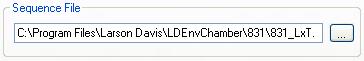 Sequence File
C:\Program Files\Larson Davis\LDEnvChamber\831\831_LxT. ...